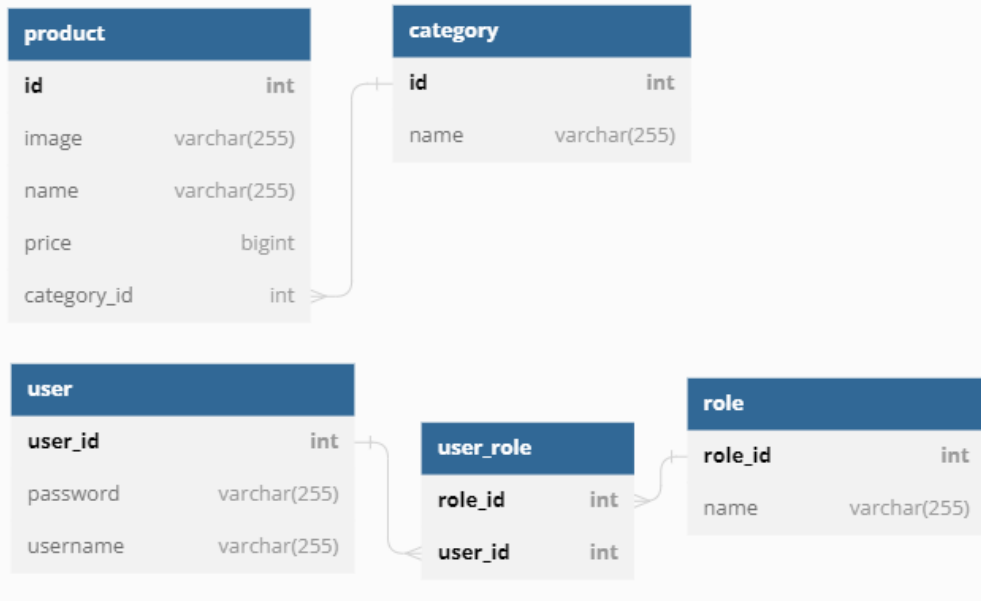 product
id int
image varchar(255)
name varchar(255)
price bigint
category_id int
category
id int
name varchar(255)
user
user_id int
password varchar(255)
username varchar(255)
user_role
role_id int
user_id int
role
role_id int
name varchar(255)